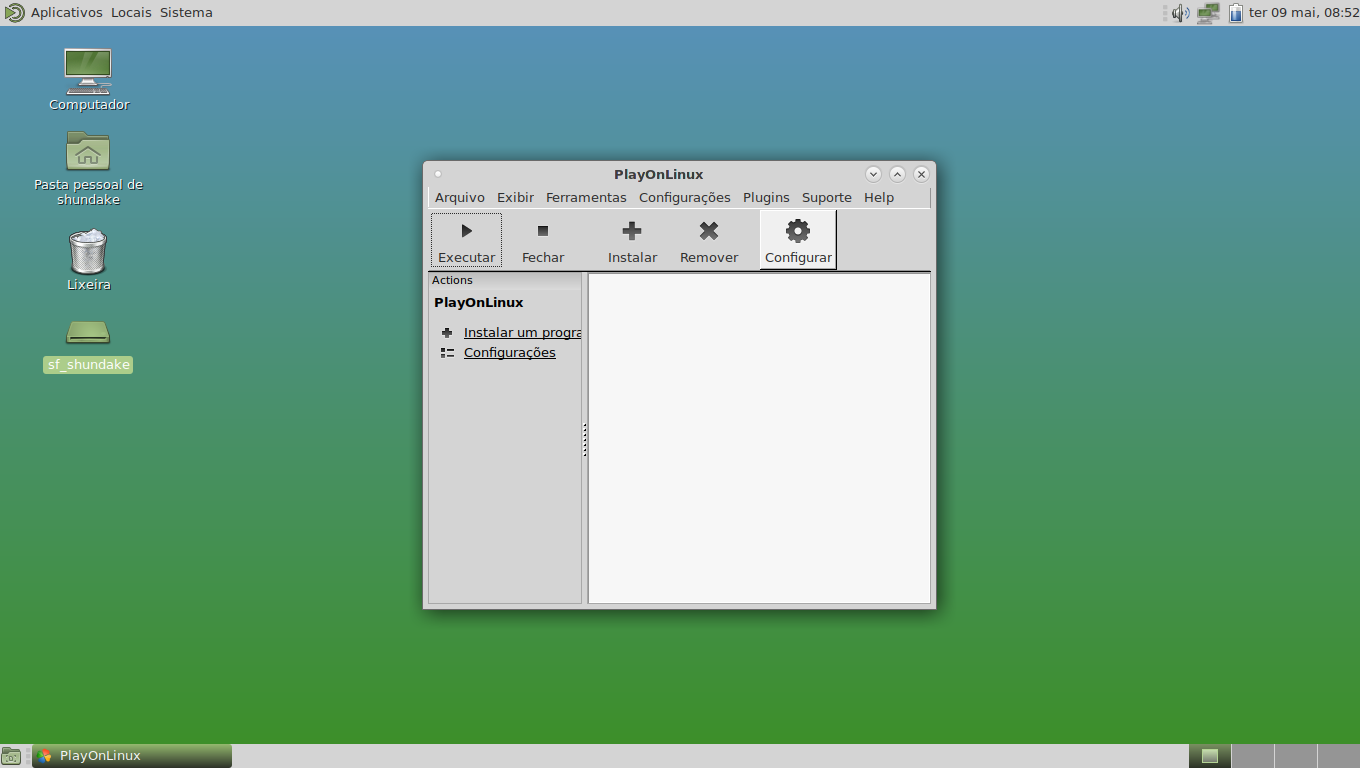 Aplicativos Locais Sistema
ter 09 mai, 08:52
Computador
Pasta pessoal de
shundake
Lixeira
sf_shundake
PlayOnLinux
Arquivo Exibir Ferramentas Configurações Plugins Suporte Help
Executar Fechar Instalar Remover Configurar
Actions
PlayOnLinux
Instalar um progra
Configurações
PlayOnLinux